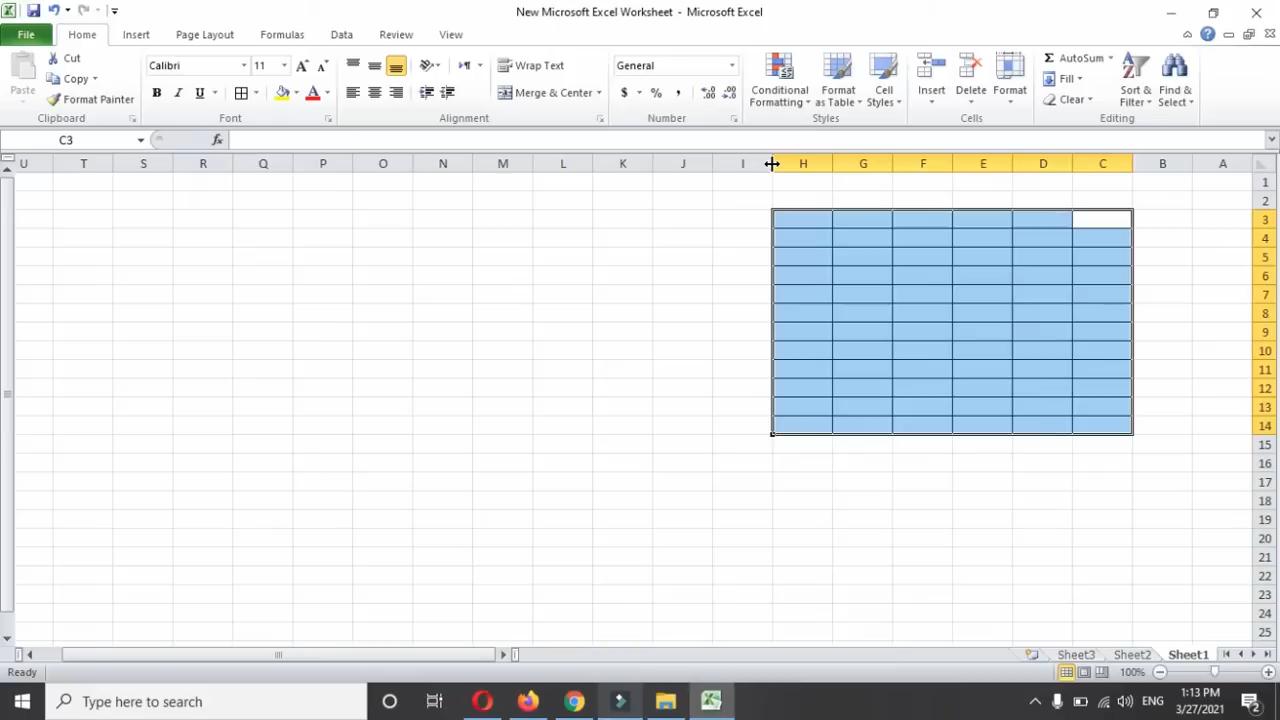 New Microsoft Excel Worksheet - Microsoft Excel
File Home Insert Page Layout Formulas Data Review View
Cut
Copy
Format Painter
Paste
Clipboard
Calibri 11
B I U
Font
Wrap Text
Merge & Center
Alignment
General
$ % ,
Number
Conditional Formatting
Format as Table
Cell Styles
Styles
Insert Delete Format
Cells
Σ AutoSum
Fill
Clear
Sort & Filter
Find & Select
Editing
C3 fx
U T S R Q P O N M L K J I H G F E D C B A
1
2
3
4
5
6
7
8
9
10
11
12
13
14
15
16
17
18
19
20
21
22
23
24
25
Sheet3 Sheet2 Sheet1
Ready 100%
Type here to search
ENG
1:13 PM
3/27/2021
2